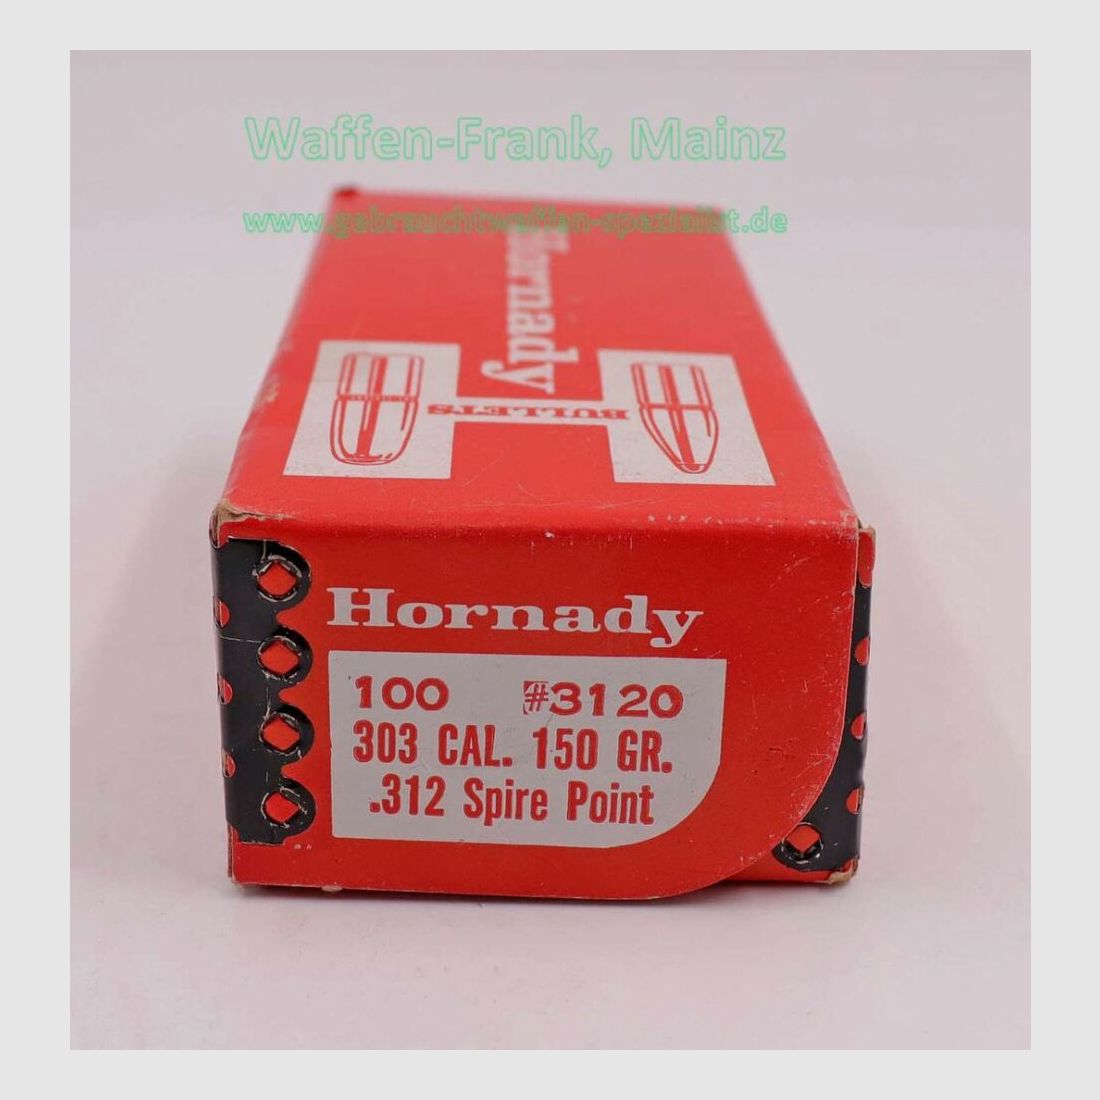 Waffen-Frank, Mainz
www.gebrauchtwaffen-spezialist.de
Hornady
BULLETS
Hornady
100 #3120
303 CAL. 150 GR.
.312 Spire Point